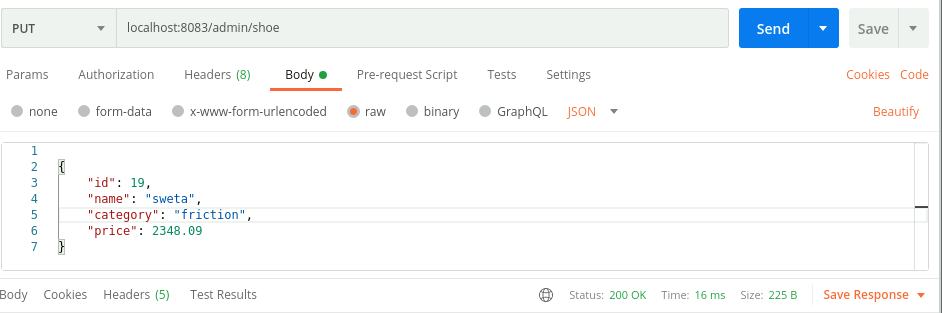 PUT localhost:8083/admin/shoe Send Save
Params Authorization Headers (8) Body Pre-request Script Tests Settings Cookies Code
none form-data x-www-form-urlencoded raw binary GraphQL JSON Beautify
1
2 {
3 "id": 19,
4 "name": "sweta",
5 "category": "friction",
6 "price": 2348.09
7 }
Body Cookies Headers (5) Test Results Status: 200 OK Time: 16 ms Size: 225 B Save Response